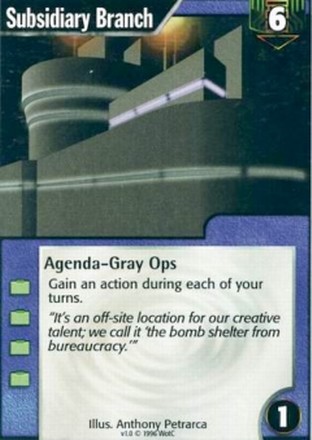 Subsidiary Branch
6
Agenda-Gray Ops
Gain an action during each of your
turns.
"It's an off-site location for our creative
talent; we call it 'the bomb shelter from
bureaucracy.'"
Illus. Anthony Petrarca
v1.0 © 1996 WotC
1